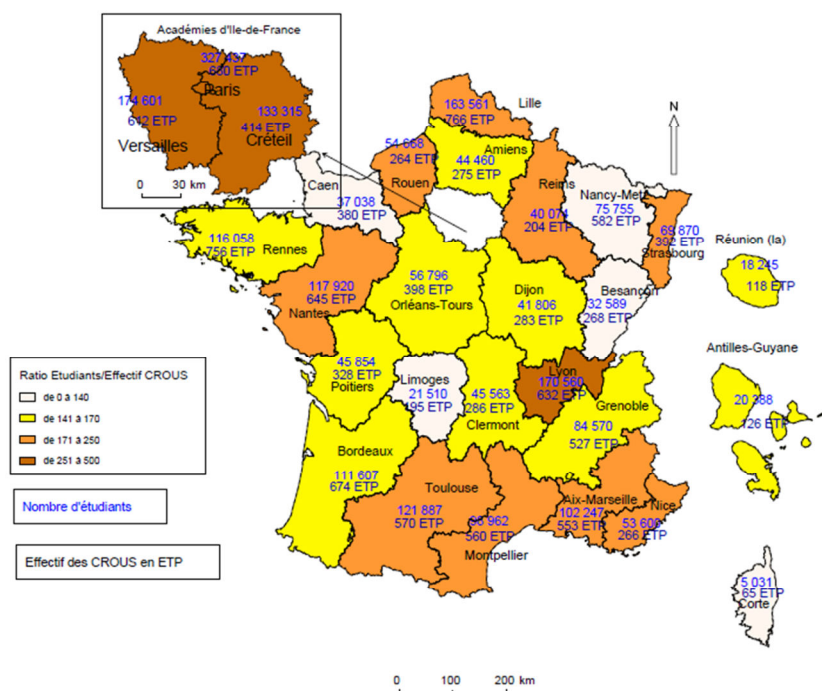 Académies d'Ile-de-France
327 437
680 ETP
Paris
174 601
612 ETP
Versailles
133 315
414 ETP
Créteil
0 30 km
N
163 561
766 ETP
Lille
54 668
264 ETP
Rouen
Amiens
44 460
275 ETP
Caen
37 038
380 ETP
Reims
40 074
204 ETP
Nancy-Metz
75 755
582 ETP
69 870
392 ETP
Strasbourg
Réunion (la)
18 245
118 ETP
116 058
756 ETP
Rennes
117 920
645 ETP
Nantes
56 796
398 ETP
Orléans-Tours
Dijon
41 806
283 ETP
Besançon
32 589
268 ETP
Antilles-Guyane
20 388
126 ETP
45 854
328 ETP
Poitiers
Limoges
21 510
195 ETP
45 563
286 ETP
Clermont
Lyon
170 560
632 ETP
Grenoble
84 570
527 ETP
Ratio Etudiants/Effectif CROUS
de 0 à 140
de 141 à 170
de 171 à 250
de 251 à 500
Nombre d'étudiants
Effectif des CROUS en ETP
Bordeaux
111 607
674 ETP
Toulouse
121 887
570 ETP
962
560 ETP
Montpellier
Aix-Marseille
102 247
553 ETP
Nice
53 606
266 ETP
5 031
65 ETP
Corte
0 100 200 km